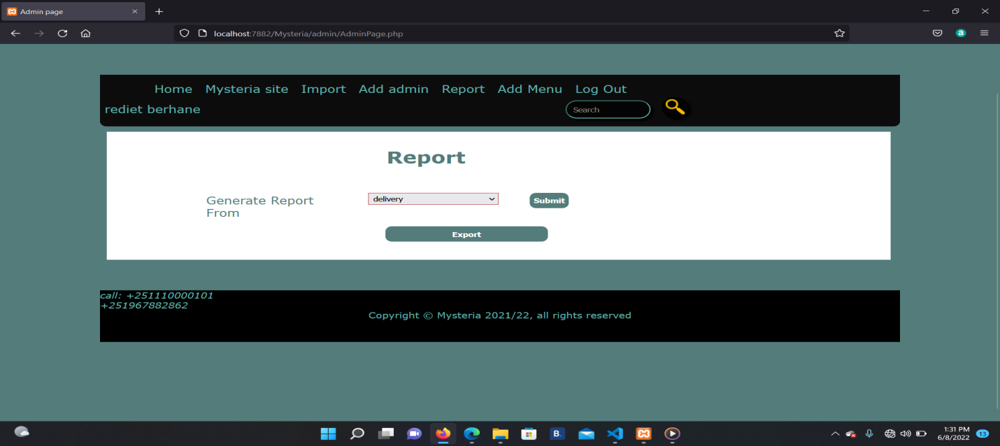 Admin page
localhost:7882/Mysteria/admin/AdminPage.php
Home Mysteria site Import Add admin Report Add Menu Log Out
rediet berhane Search
Report
Generate Report
From
delivery
Submit
Export
call: +251110000101
+251967882862
Copyright © Mysteria 2021/22, all rights reserved
B.
1:31 PM
6/8/2022
13